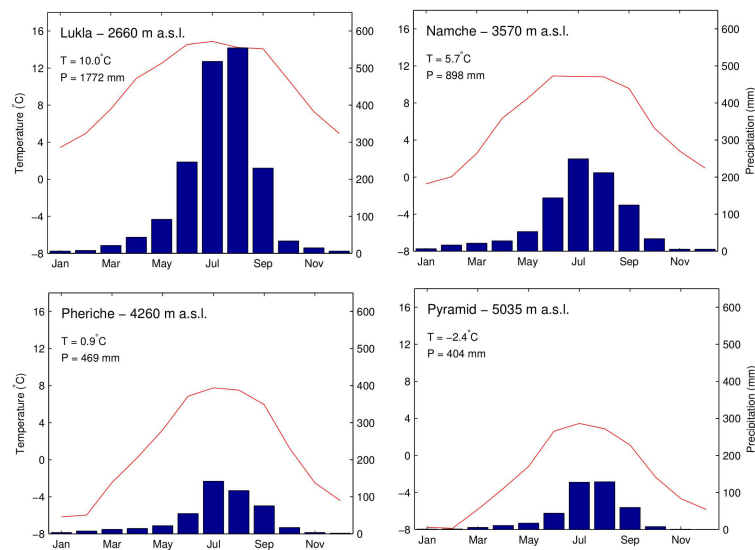 Lukla – 2660 m a.s.l.
T = 10.0°C
P = 1772 mm
Temperature (°C)
16
12
8
4
0
−4
−8
600
500
400
300
200
100
0
Jan Mar May Jul Sep Nov
Namche – 3570 m a.s.l.
T = 5.7°C
P = 898 mm
16
12
8
4
0
−4
−8
600
500
400
300
200
100
0
Precipitation (mm)
Jan Mar May Jul Sep Nov
Pheriche – 4260 m a.s.l.
T = 0.9°C
P = 469 mm
Temperature (°C)
16
12
8
4
0
−4
−8
600
500
400
300
200
100
0
Jan Mar May Jul Sep Nov
Pyramid – 5035 m a.s.l.
T = −2.4°C
P = 404 mm
16
12
8
4
0
−4
−8
600
500
400
300
200
100
0
Precipitation (mm)
Jan Mar May Jul Sep Nov